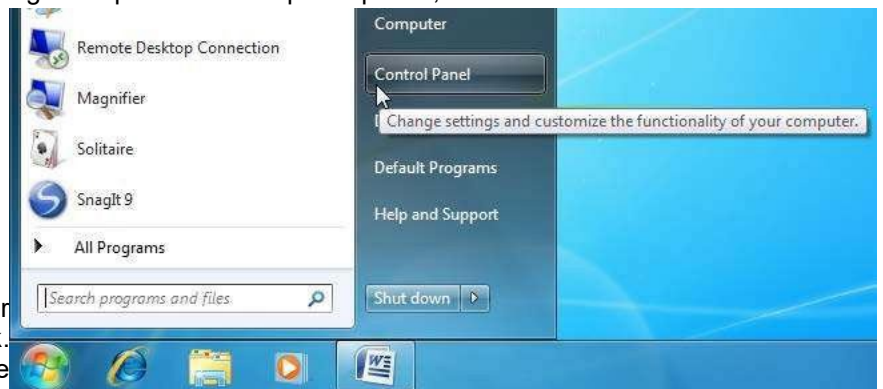 Computer
Remote Desktop Connection
Control Panel
Magnifier
Change settings and customize the functionality of your computer.
Solitaire
Default Programs
SnagIt 9
Help and Support
All Programs
Search programs and files
Shut down